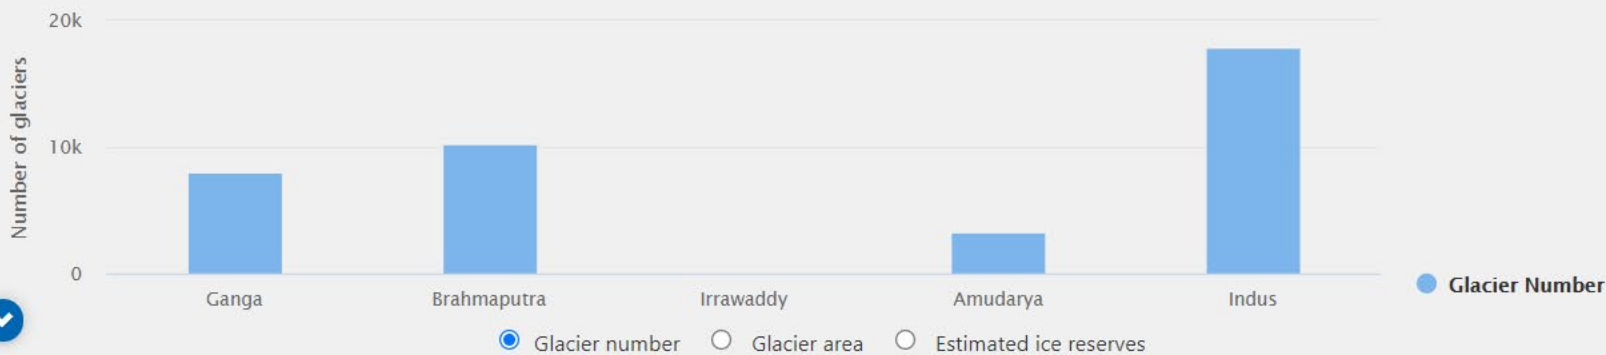 Number of glaciers
20k
10k
0
Ganga Brahmaputra Irrawaddy Amudarya Indus
Glacier Number
Glacier number Glacier area Estimated ice reserves